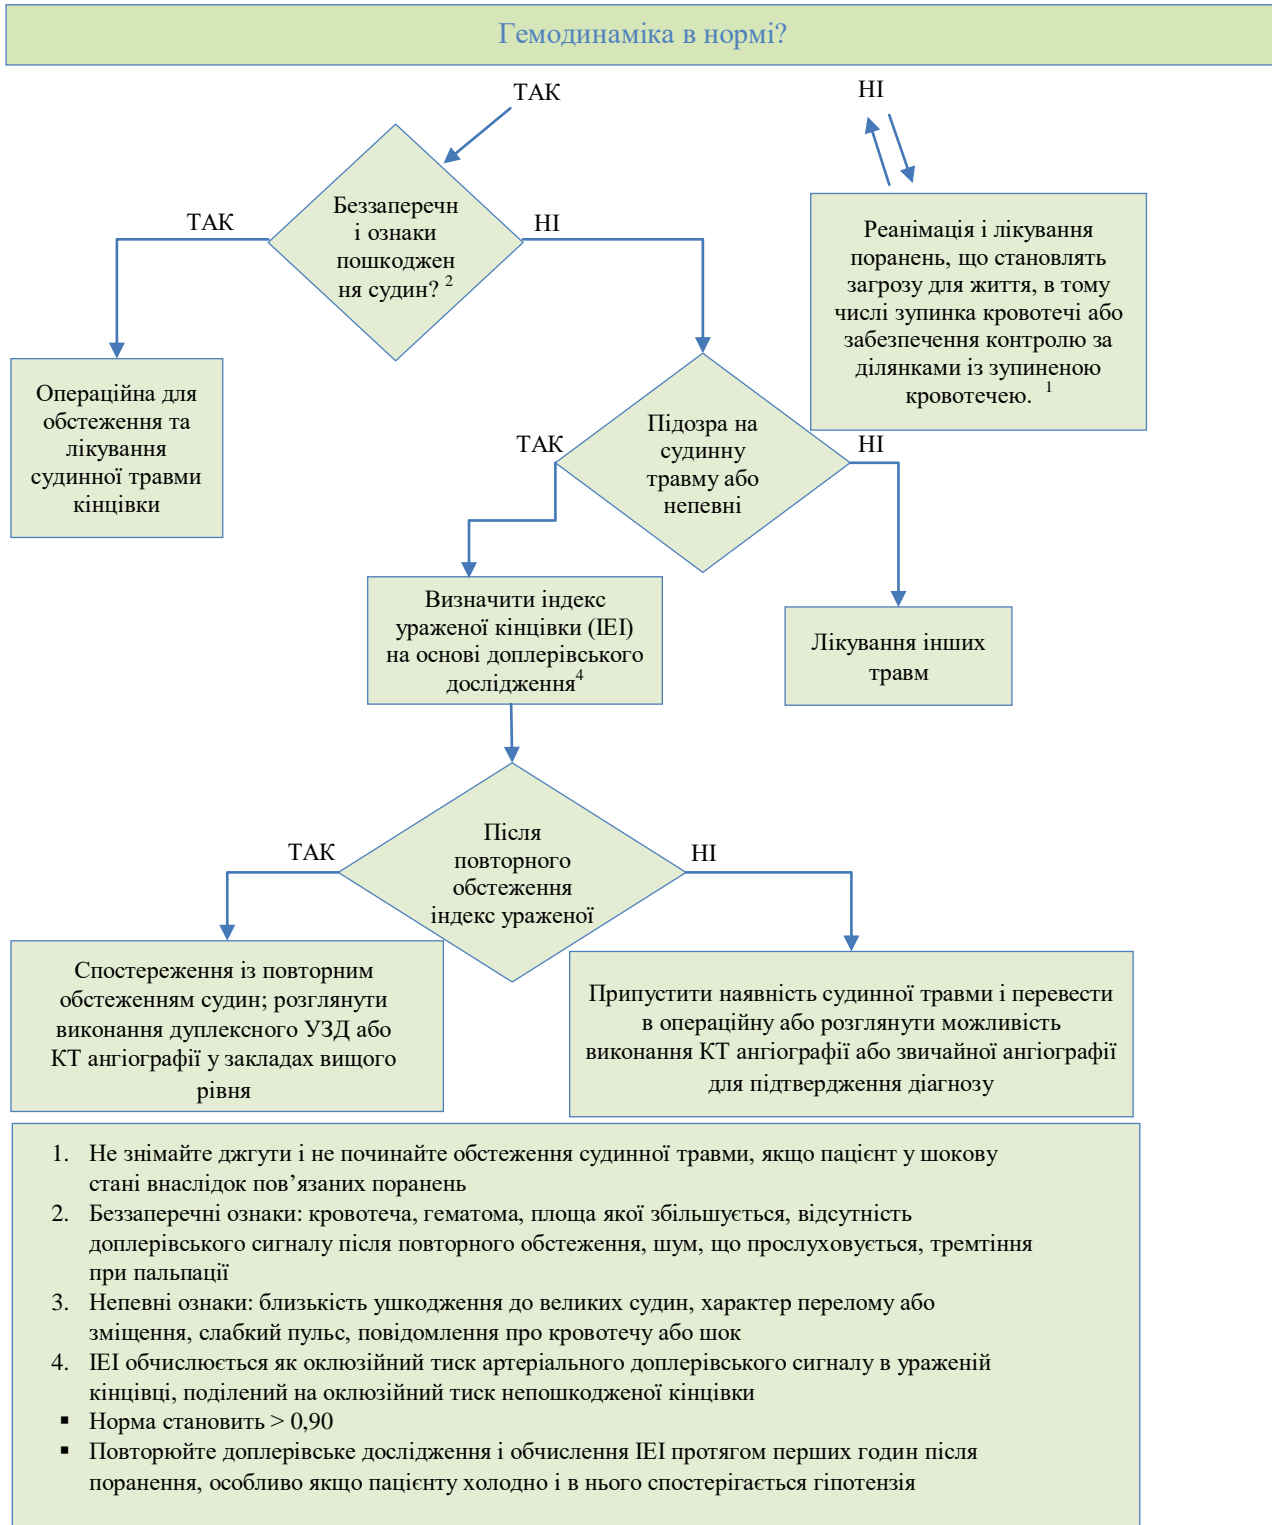 Гемодинаміка в нормі?
ТАК
НІ
Беззаперечн
і ознаки
пошкоджен
ня судин? 2
ТАК
НІ
Реанімація і лікування
поранень, що становлять
загрозу для життя, в тому
числі зупинка кровотечі або
забезпечення контролю за
ділянками із зупиненою
кровотечею. 1
Операційна для
обстеження та
лікування
судинної травми
кінцівки
ТАК
Підозра на
судинну
травму або
непевні
НІ
Визначити індекс
ураженої кінцівки (ІЕІ)
на основі доплерівського
дослідження4
Лікування інших
травм
ТАК
Після
повторного
обстеження
індекс ураженої
НІ
Спостереження із повторним
обстеженням судин; розглянути
виконання дуплексного УЗД або
КТ ангіографії у закладах вищого
рівня
Припустити наявність судинної травми і перевести
в операційну або розглянути можливість
виконання КТ ангіографії або звичайної ангіографії
для підтвердження діагнозу
1. Не знімайте джгути і не починайте обстеження судинної травми, якщо пацієнт у шокову
стані внаслідок пов’язаних поранень
2. Беззаперечні ознаки: кровотеча, гематома, площа якої збільшується, відсутність
доплерівського сигналу після повторного обстеження, шум, що прослуховується, тремтіння
при пальпації
3. Непевні ознаки: близькість ушкодження до великих судин, характер перелому або
зміщення, слабкий пульс, повідомлення про кровотечу або шок
4. ІЕІ обчислюється як оклюзійний тиск артеріального доплерівського сигналу в ураженій
кінцівці, поділений на оклюзійний тиск непошкодженої кінцівки
▪ Норма становить > 0,90
▪ Повторюйте доплерівське дослідження і обчислення ІЕІ протягом перших годин після
поранення, особливо якщо пацієнту холодно і в нього спостерігається гіпотензія